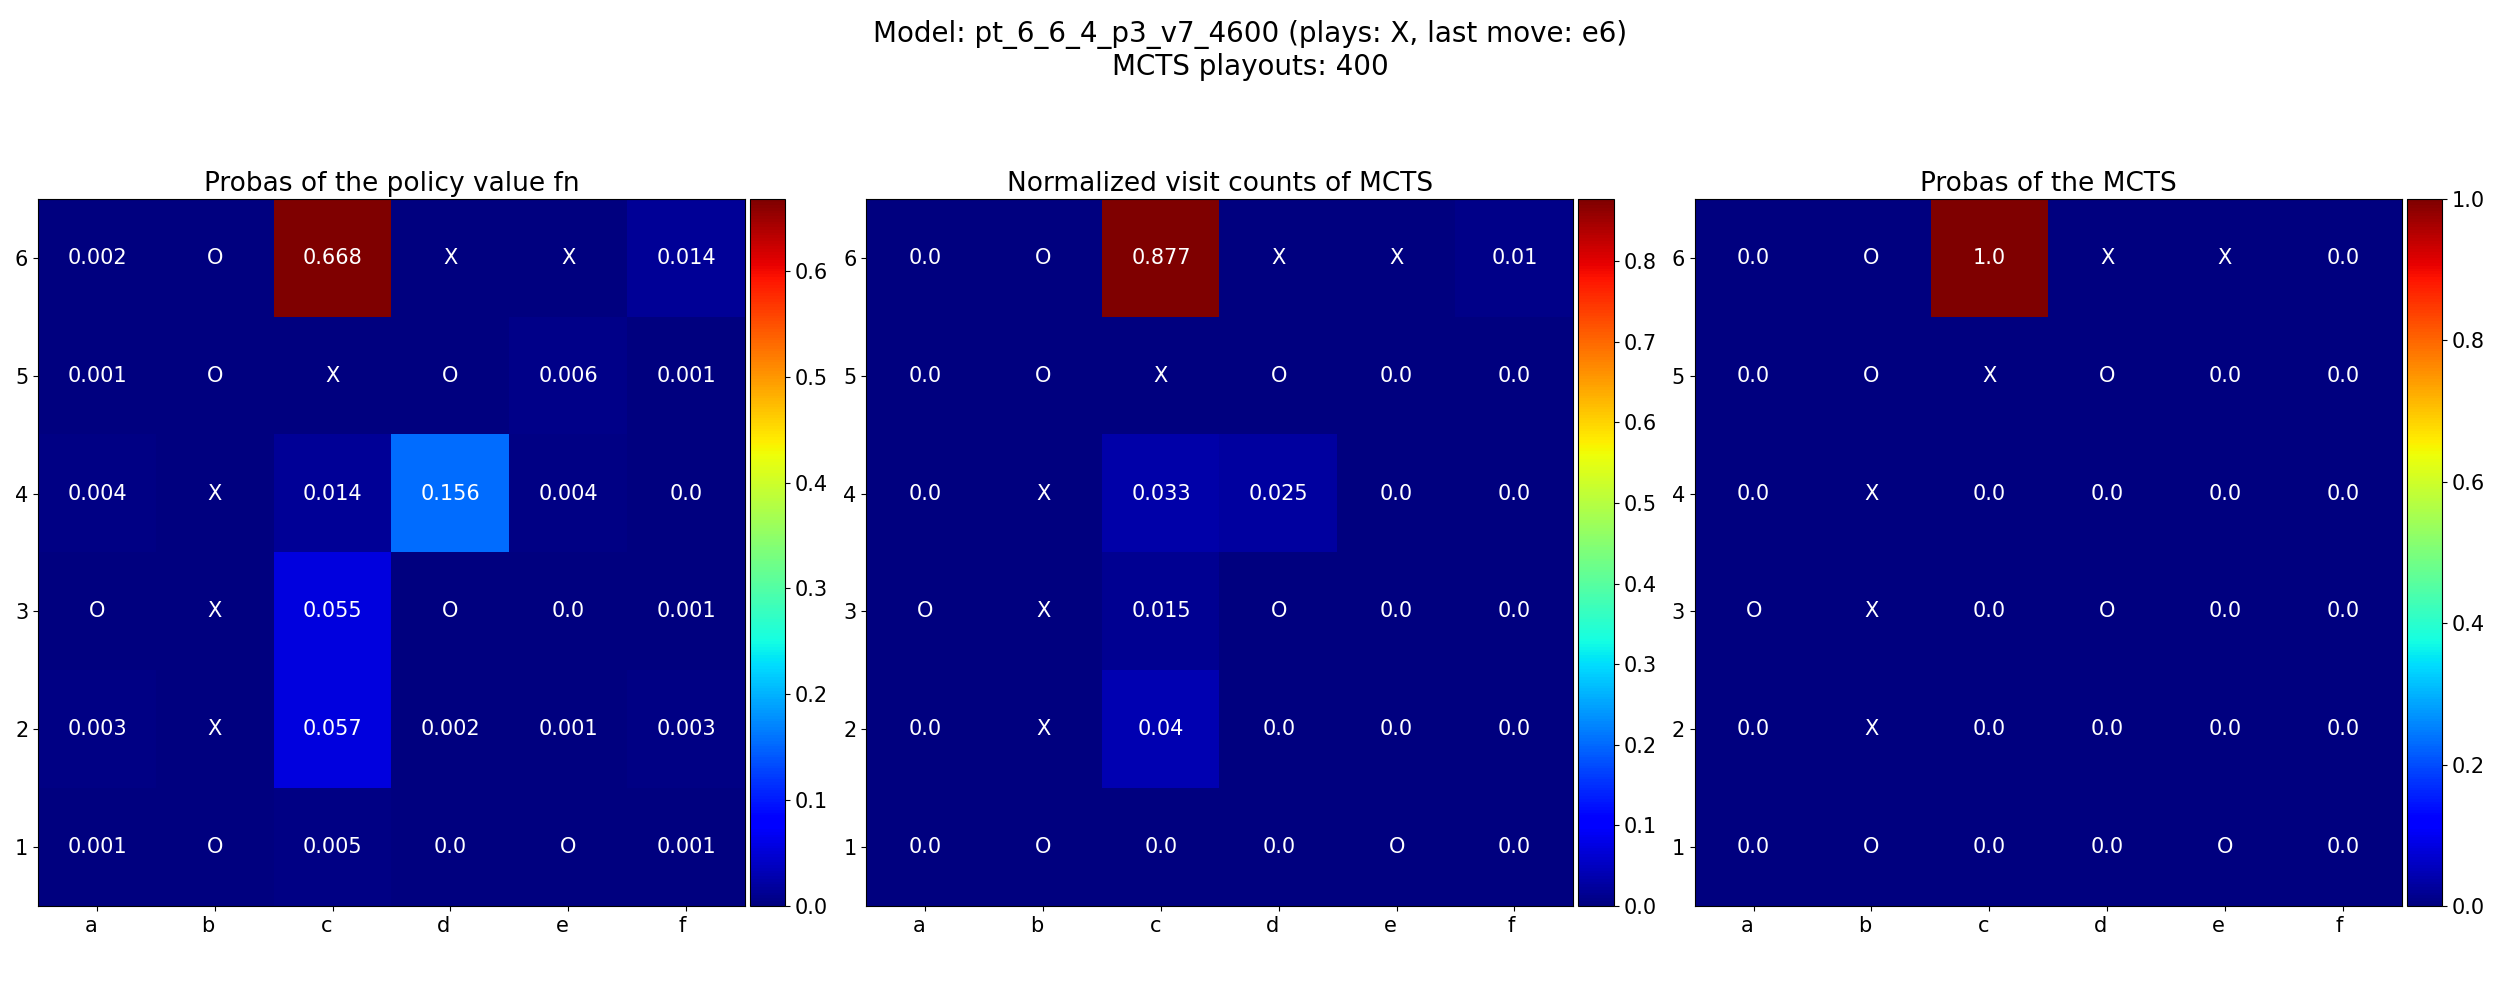 Model: pt_6_6_4_p3_v7_4600 (plays: X, last move: e6)
MCTS playouts: 400
Probas of the policy value fn
6 0.002 O 0.668 X X 0.014
5 0.001 O X O 0.006 0.001
4 0.004 X 0.014 0.156 0.004 0.0
3 O X 0.055 O 0.0 0.001
2 0.003 X 0.057 0.002 0.001 0.003
1 0.001 O 0.005 0.0 O 0.001
a b c d e f
0.6
0.5
0.4
0.3
0.2
0.1
0.0
Normalized visit counts of MCTS
6 0.0 O 0.877 X X 0.01
5 0.0 O X O 0.0 0.0
4 0.0 X 0.033 0.025 0.0 0.0
3 O X 0.015 O 0.0 0.0
2 0.0 X 0.04 0.0 0.0 0.0
1 0.0 O 0.0 0.0 O 0.0
a b c d e f
0.8
0.7
0.6
0.5
0.4
0.3
0.2
0.1
0.0
Probas of the MCTS
6 0.0 O 1.0 X X 0.0
5 0.0 O X O 0.0 0.0
4 0.0 X 0.0 0.0 0.0 0.0
3 O X 0.0 O 0.0 0.0
2 0.0 X 0.0 0.0 0.0 0.0
1 0.0 O 0.0 0.0 O 0.0
a b c d e f
1.0
0.8
0.6
0.4
0.2
0.0